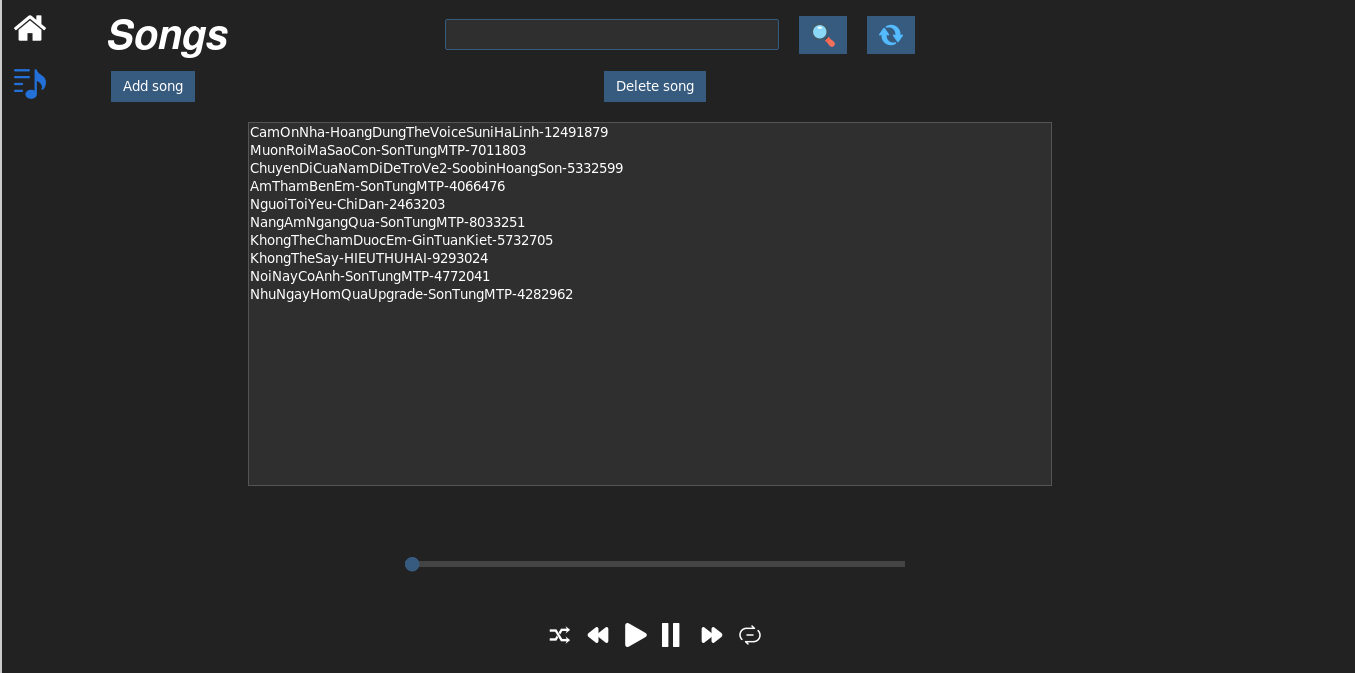 Songs
Add song
Delete song
CamOnNha-HoangDungTheVoiceSuniHaLinh-12491879
MuonRoiMaSaoCon-SonTungMTP-7011803
ChuyenDiCuaNamDiDeTroVe2-SoobinHoangSon-5332599
AmThamBenEm-SonTungMTP-4066476
NguoiToiYeu-ChiDan-2463203
NangAmNgangQua-SonTungMTP-8033251
KhongTheChamDuocEm-GinTuanKiet-5732705
KhongTheSay-HIEUTHUHAI-9293024
NoiNayCoAnh-SonTungMTP-4772041
NhuNgayHomQuaUpgrade-SonTungMTP-4282962